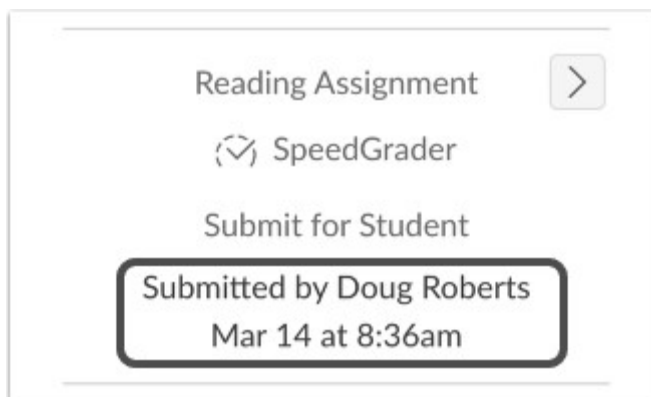 Reading Assignment
SpeedGrader
Submit for Student
Submitted by Doug Roberts
Mar 14 at 8:36am